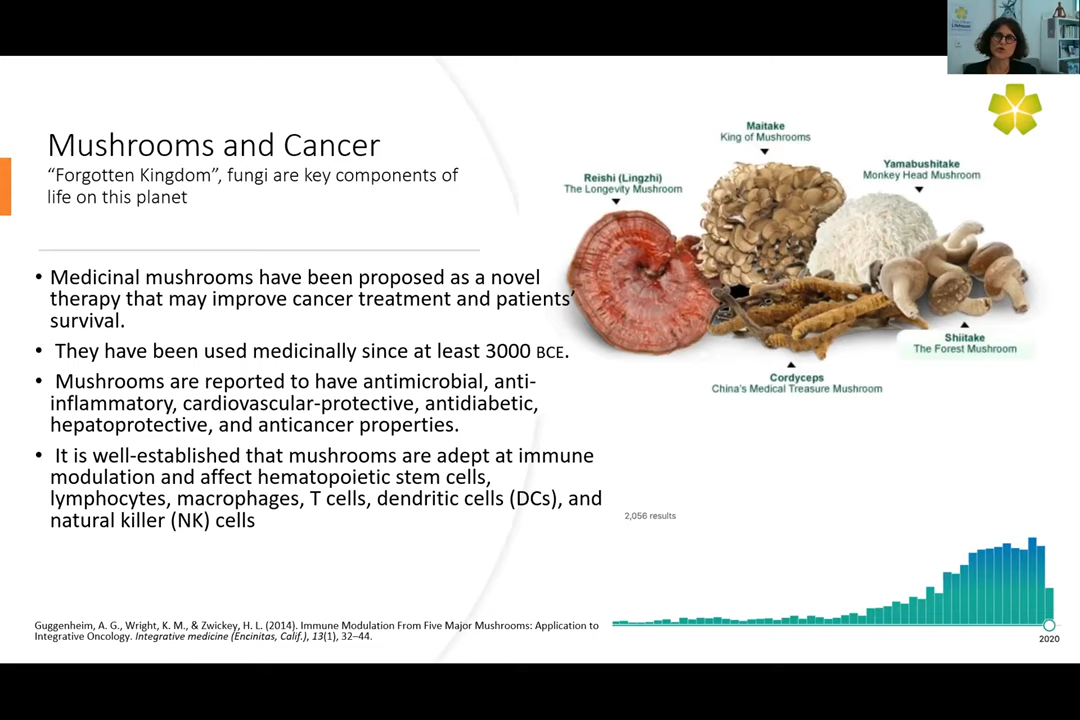 Mushrooms and Cancer
“Forgotten Kingdom”, fungi are key components of
life on this planet
• Medicinal mushrooms have been proposed as a novel
therapy that may improve cancer treatment and patients’
survival.
• They have been used medicinally since at least 3000 BCE.
• Mushrooms are reported to have antimicrobial, anti-
inflammatory, cardiovascular-protective, antidiabetic,
hepatoprotective, and anticancer properties.
• It is well-established that mushrooms are adept at immune
modulation and affect hematopoietic stem cells,
lymphocytes, macrophages, T cells, dendritic cells (DCs), and
natural killer (NK) cells
Guggenheim, A. G., Wright, K. M., & Zwickey, H. L. (2014). Immune Modulation From Five Major Mushrooms: Application to
Integrative Oncology. Integrative medicine (Encinitas, Calif.), 13(1), 32–44.
Maitake
King of Mushrooms
Yamabushitake
Monkey Head Mushroom
Reishi (Lingzhi)
The Longevity Mushroom
Shiitake
The Forest Mushroom
Cordyceps
China's Medical Treasure Mushroom
2,056 results
2020